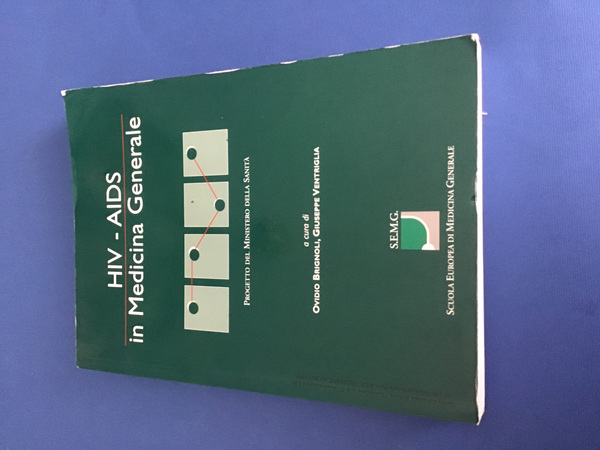 HIV - AIDS
in Medicina Generale
PROGETTO DEL MINISTERO DELLA SANITÀ
a cura di
OVIDIO BRIGNOLI, GIUSEPPE VENTRIGLIA
S.E.M.G.
SCUOLA EUROPEA DI MEDICINA GENERALE